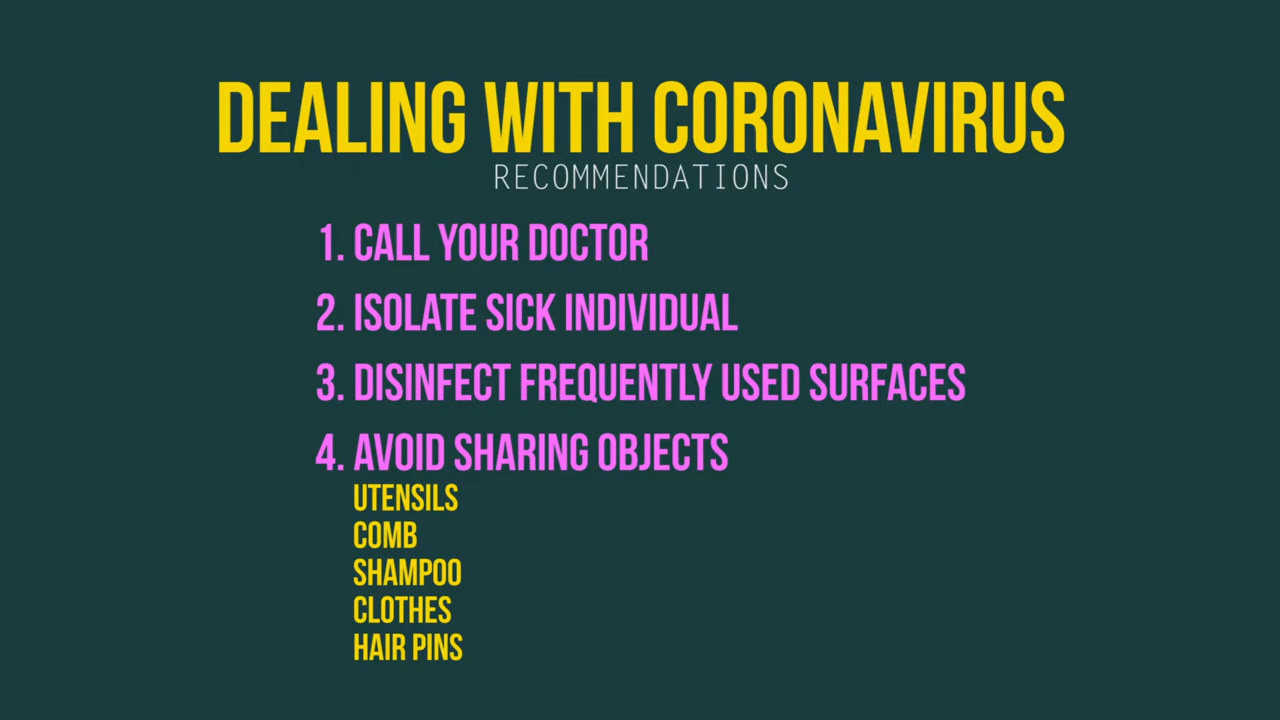 DEALING WITH CORONAVIRUS
RECOMMENDATIONS
1. CALL YOUR DOCTOR
2. ISOLATE SICK INDIVIDUAL
3. DISINFECT FREQUENTLY USED SURFACES
4. AVOID SHARING OBJECTS
UTENSILS
COMB
SHAMPOO
CLOTHES
HAIR PINS